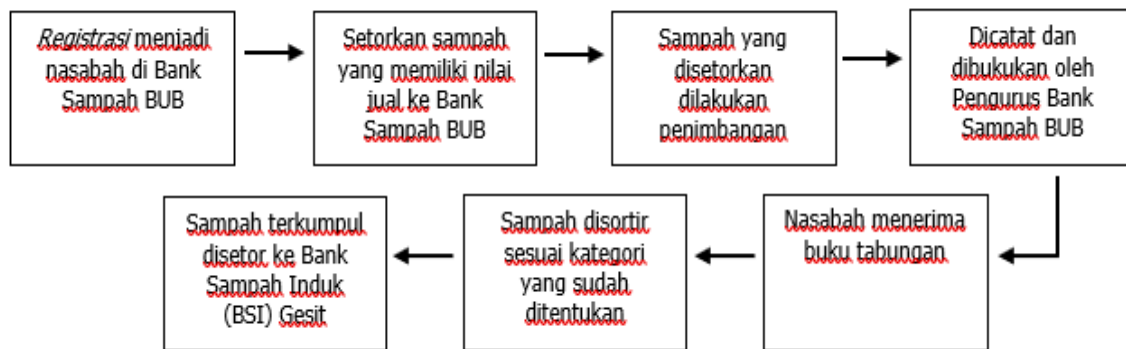 Registrasi menjadi
nasabah di Bank
Sampah BUB
Setorkan sampah
yang memiliki nilai
jual ke Bank
Sampah BUB
Sampah yang
disetorkan
dilakukan
penimbangan
Dicatat dan
dibukukan oleh
Pengurus Bank
Sampah BUB
Nasabah menerima
buku tabungan
Sampah disortir
sesuai kategori
yang sudah
ditentukan
Sampah terkumpul
disetor ke Bank
Sampah Induk
(BSI) Gesit